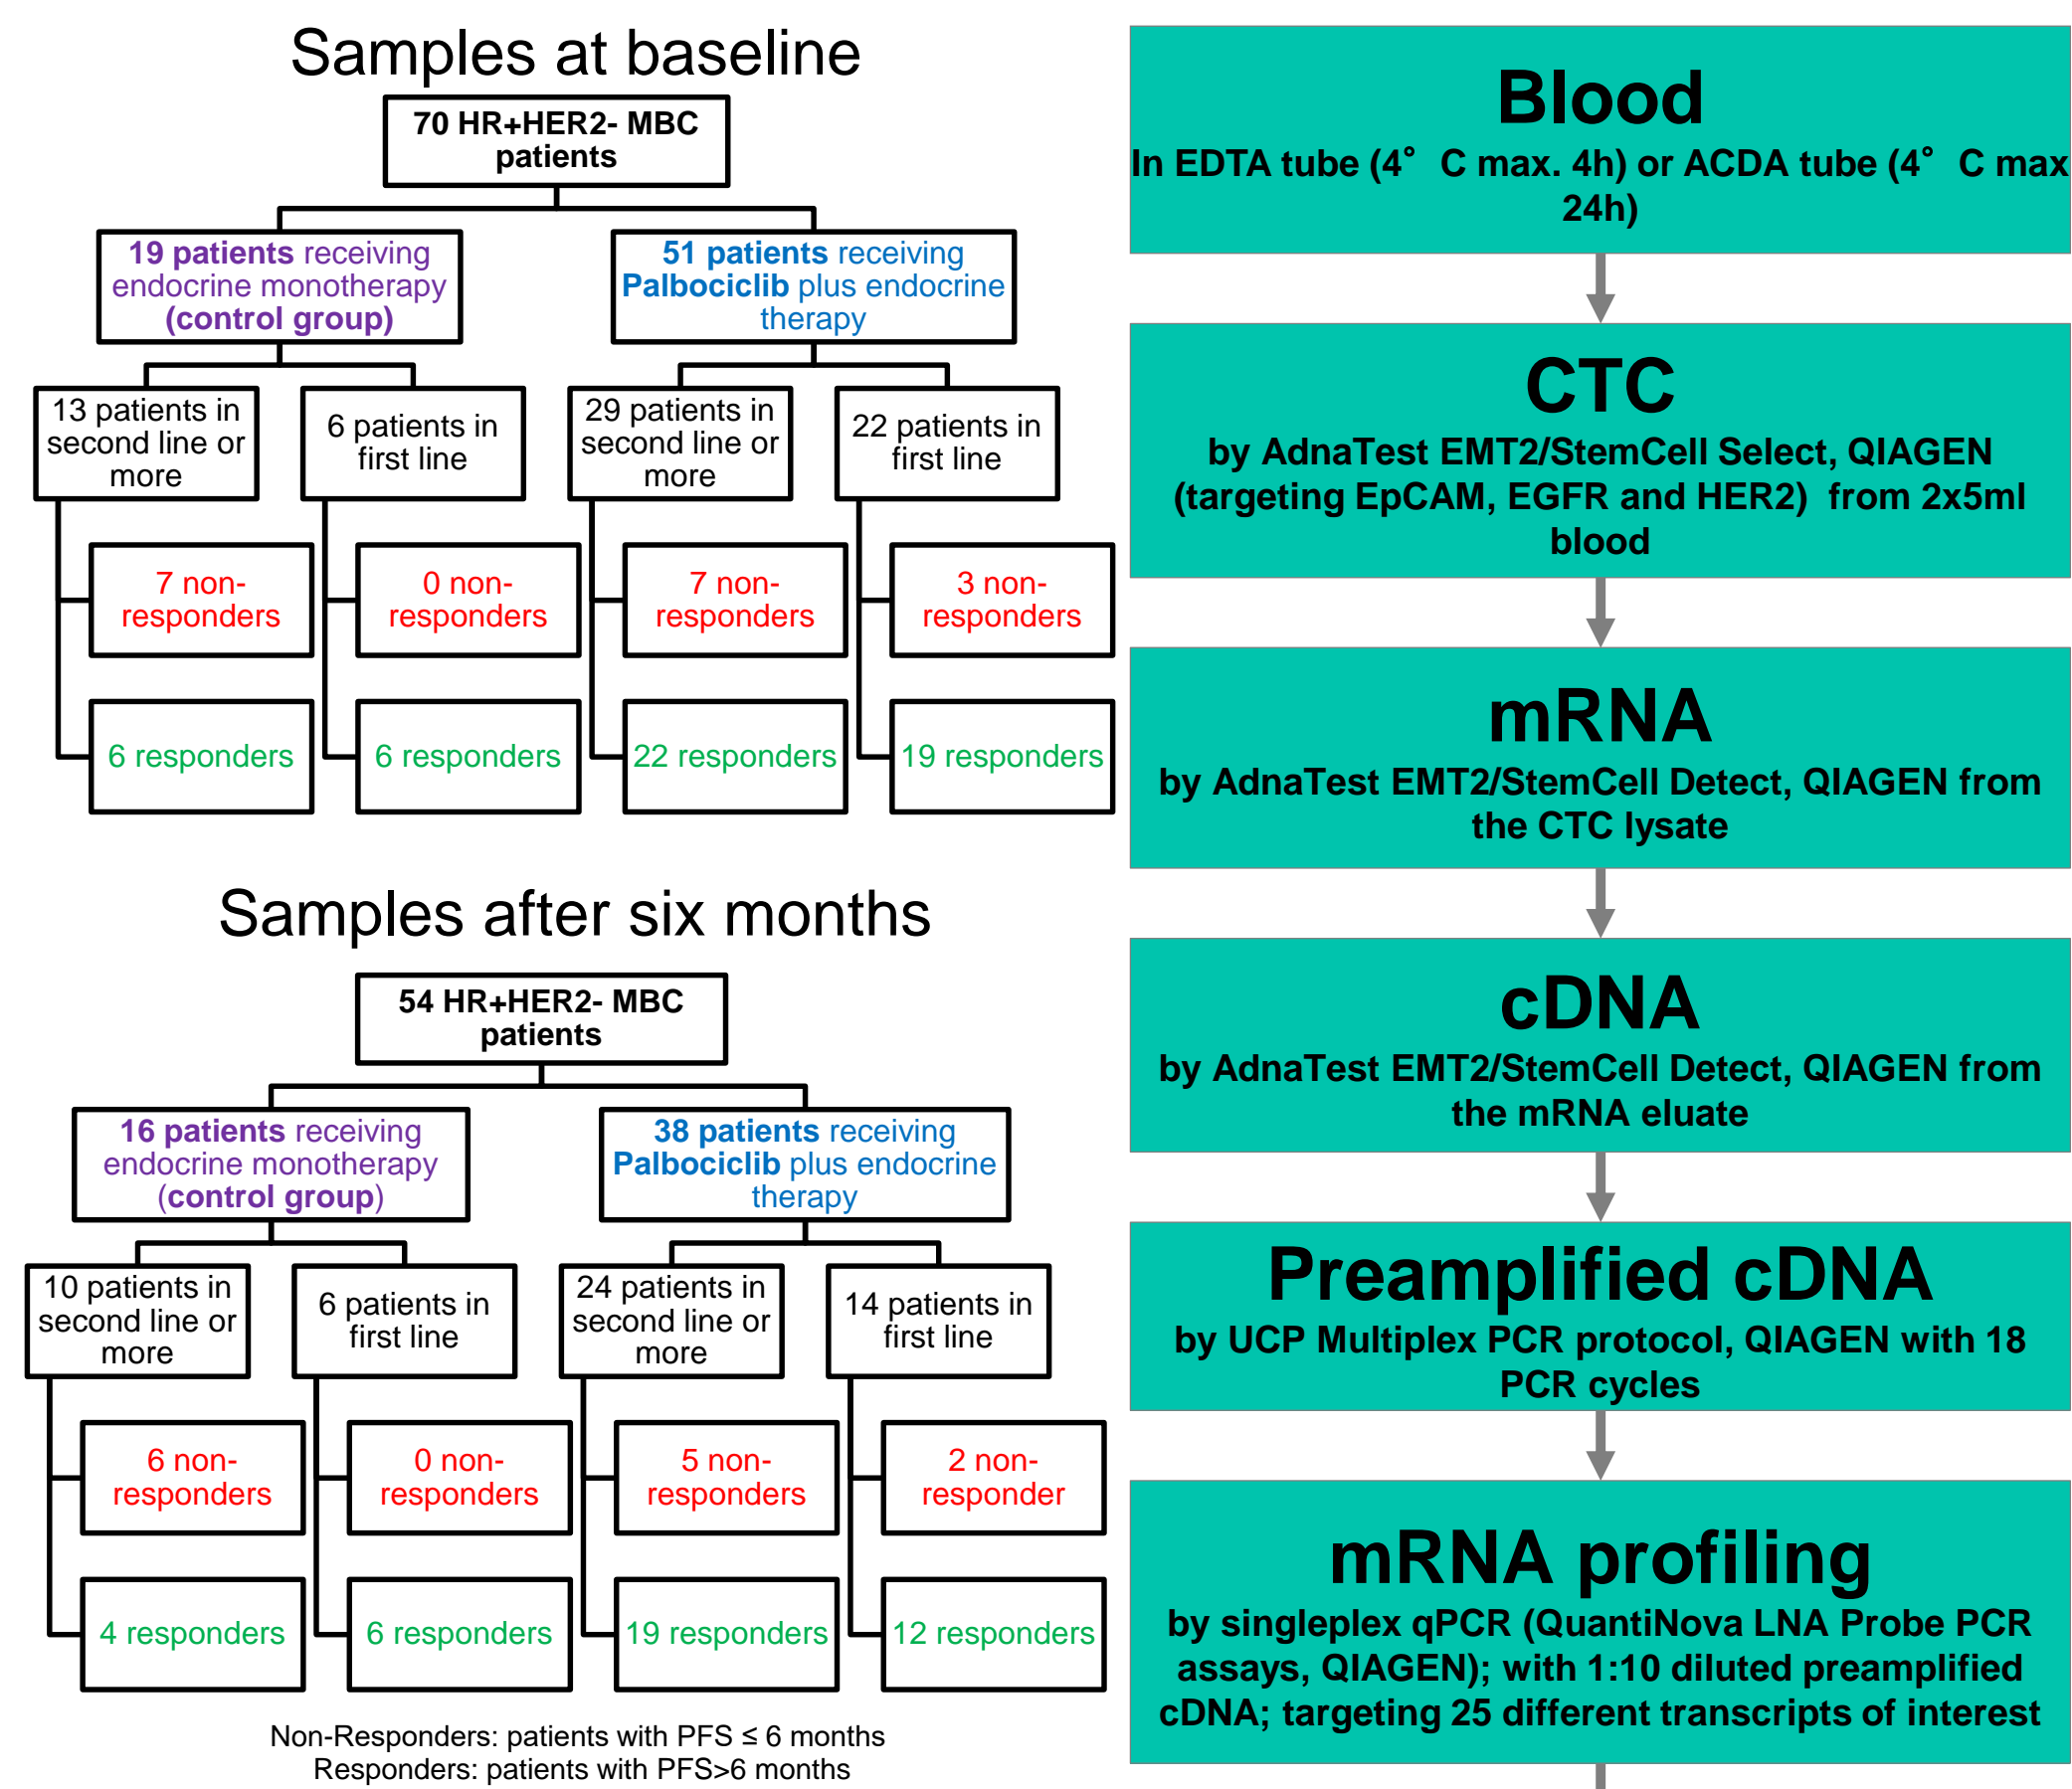 Samples at baseline
70 HR+HER2- MBC
patients
19 patients receiving
endocrine monotherapy
(control group)
51 patients receiving
Palbociclib plus endocrine
therapy
13 patients in
second line or
more
6 patients in
first line
29 patients in
second line or
more
22 patients in
first line
7 non-
responders
0 non-
responders
7 non-
responders
3 non-
responders
6 responders
6 responders
22 responders
19 responders
Samples after six months
54 HR+HER2- MBC
patients
16 patients receiving
endocrine monotherapy
(control group)
38 patients receiving
Palbociclib plus endocrine
therapy
10 patients in
second line or
more
6 patients in
first line
24 patients in
second line or
more
14 patients in
first line
6 non-
responders
0 non-
responders
5 non-
responders
2 non-
responder
4 responders
6 responders
19 responders
12 responders
Non-Responders: patients with PFS ≤ 6 months
Responders: patients with PFS>6 months
Blood
In EDTA tube (4° C max. 4h) or ACDA tube (4° C max
24h)
CTC
by AdnaTest EMT2/StemCell Select, QIAGEN
(targeting EpCAM, EGFR and HER2) from 2x5ml
blood
mRNA
by AdnaTest EMT2/StemCell Detect, QIAGEN from
the CTC lysate
cDNA
by AdnaTest EMT2/StemCell Detect, QIAGEN from
the mRNA eluate
Preamplified cDNA
by UCP Multiplex PCR protocol, QIAGEN with 18
PCR cycles
mRNA profiling
by singleplex qPCR (QuantiNova LNA Probe PCR
assays, QIAGEN); with 1:10 diluted preamplified
cDNA; targeting 25 different transcripts of interest